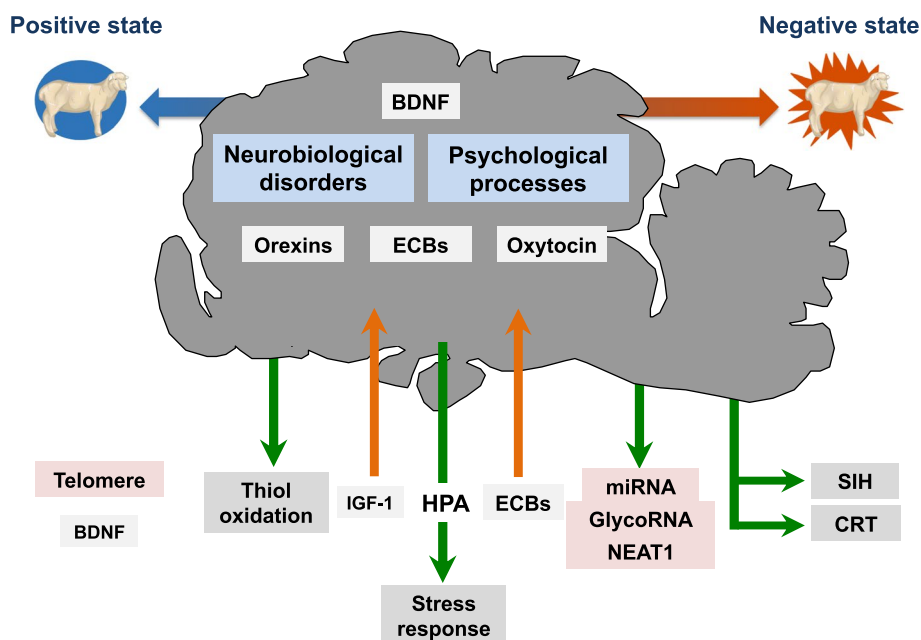 Positive state
Negative state
BDNF
Neurobiological
disorders
Psychological
processes
Orexins
ECBs
Oxytocin
Telomere
BDNF
Thiol
oxidation
IGF-1
HPA
ECBs
miRNA
GlycoRNA
NEAT1
SIH
CRT
Stress
response